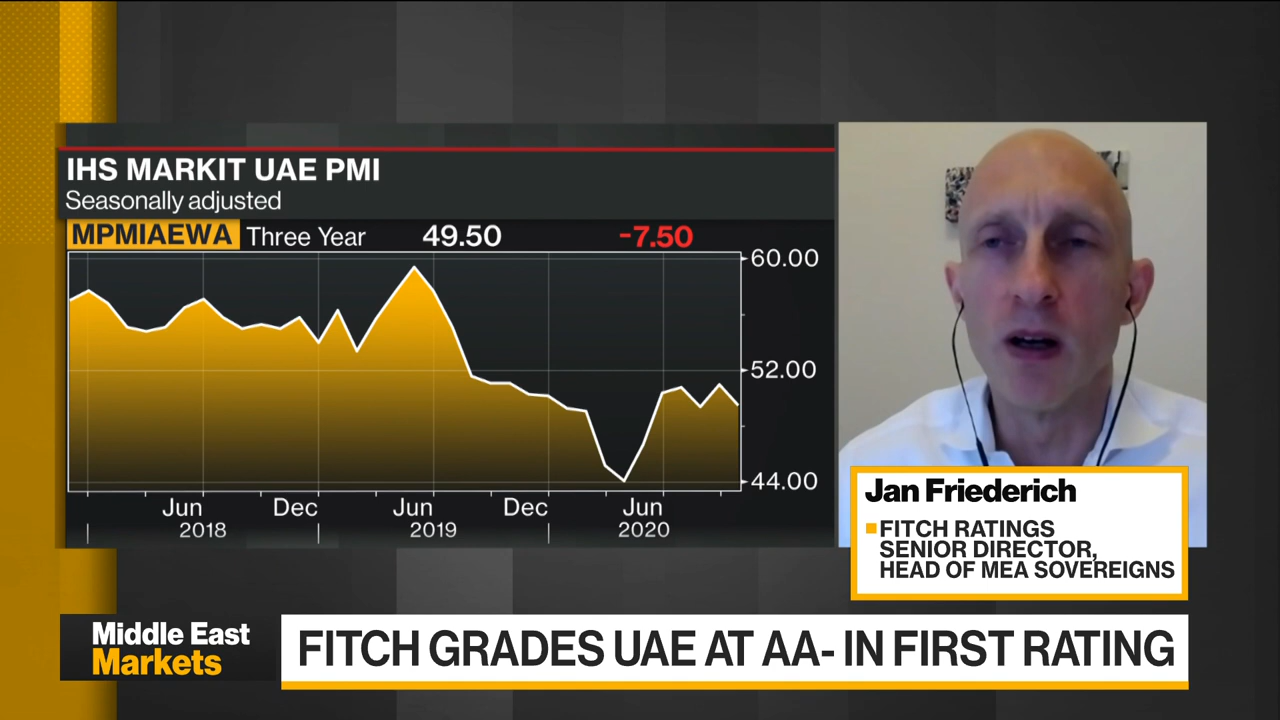 IHS MARKIT UAE PMI
Seasonally adjusted
MPMIAEWA Three Year 49.50 -7.50
60.00
52.00
44.00
Jun Dec Jun Dec Jun
2018 2019 2020
Jan Friederich
FITCH RATINGS
SENIOR DIRECTOR,
HEAD OF MEA SOVEREIGNS
Middle East
Markets
FITCH GRADES UAE AT AA- IN FIRST RATING